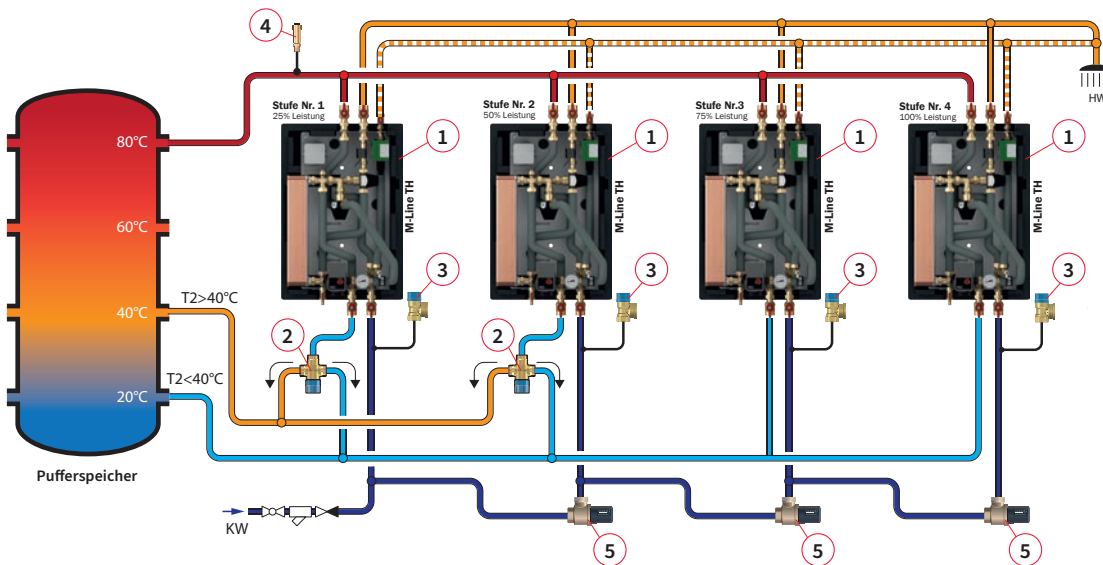 4
HW
Stufe Nr. 1
25% Leistung
Stufe Nr. 2
50% Leistung
Stufe Nr.3
75% Leistung
Stufe Nr. 4
100% Leistung
1
1
1
1
80°C
60°C
40°C
20°C
M-Line TH
M-Line TH
M-Line TH
M-Line TH
T2>40°C
T2<40°C
3
3
3
3
2
2
Pufferspeicher
KW
5
5
5